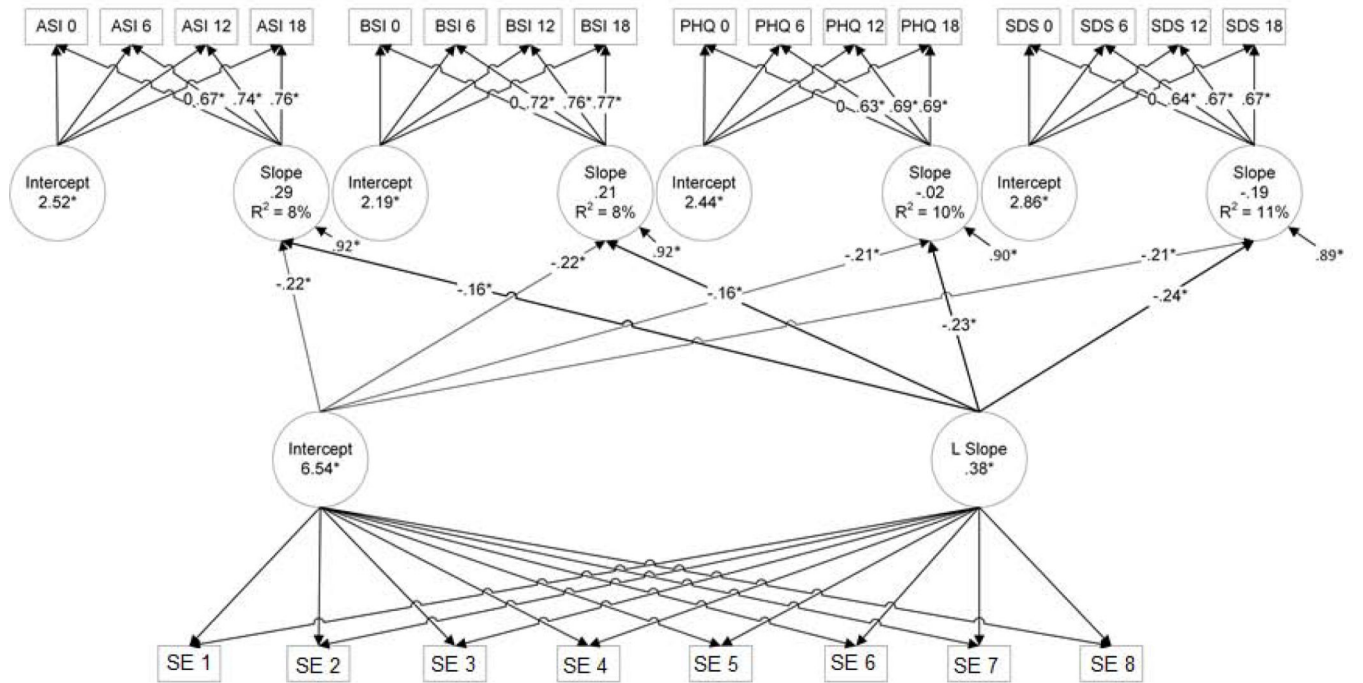 ASI 0 ASI 6 ASI 12 ASI 18 BSI 0 BSI 6 BSI 12 BSI 18 PHQ 0 PHQ 6 PHQ 12 PHQ 18 SDS 0 SDS 6 SDS 12 SDS 18
0 .67* .74* .76* 0 .72* .76* .77* 0 .63* .69* .69* 0 .64* .67* .67*
Intercept
2.52*
Slope
.29
R² = 8%
Intercept
2.19*
Slope
.21
R² = 8%
Intercept
2.44*
Slope
-.02
R² = 10%
Intercept
2.86*
Slope
-.19
R² = 11%
.92* .92* .90* .89*
-.22* -.16* -.22* -.16* -.21* -.23* -.21* -.24*
Intercept
6.54*
L Slope
.38*
SE 1 SE 2 SE 3 SE 4 SE 5 SE 6 SE 7 SE 8